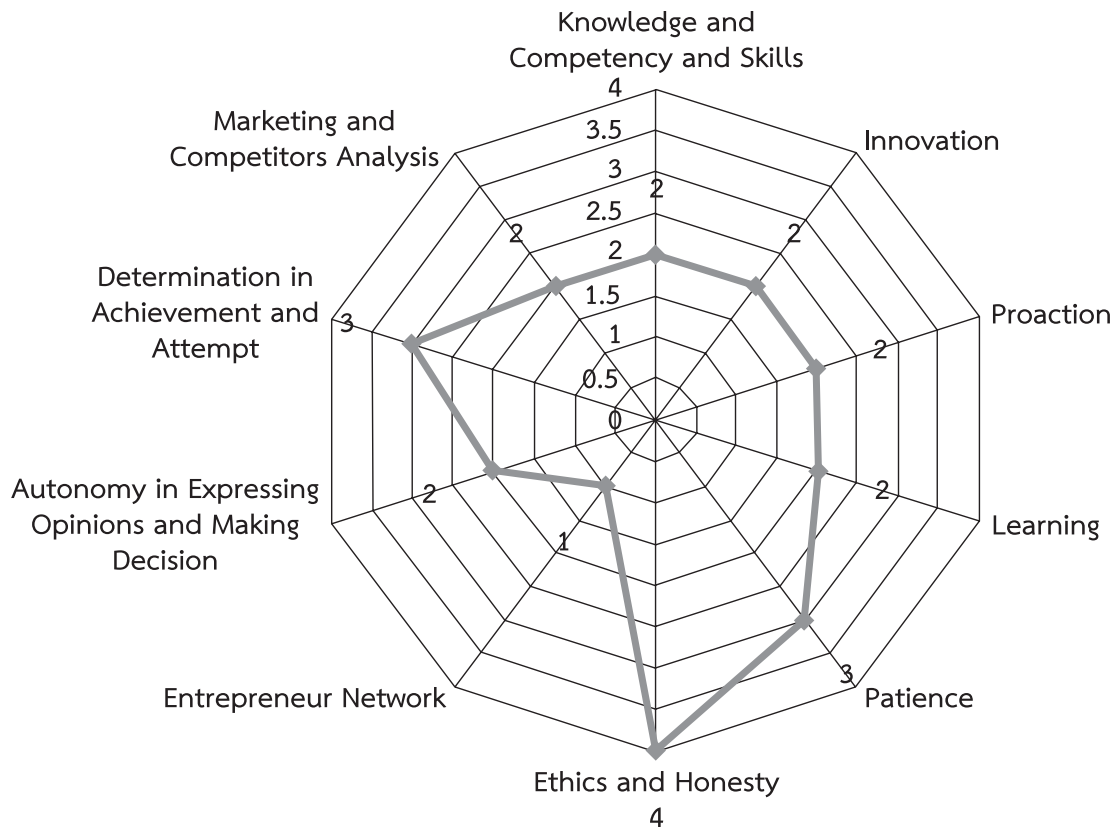 Knowledge and
Competency and Skills
4
Marketing and
Competitors Analysis
Innovation
3.5
3
2
2.5
2
2
2
Determination in
Achievement and
Attempt
3
1.5
1
0.5
0
Proaction
2
Autonomy in Expressing
Opinions and Making
Decision
2
2
Learning
1
Entrepreneur Network
3
Patience
Ethics and Honesty
4